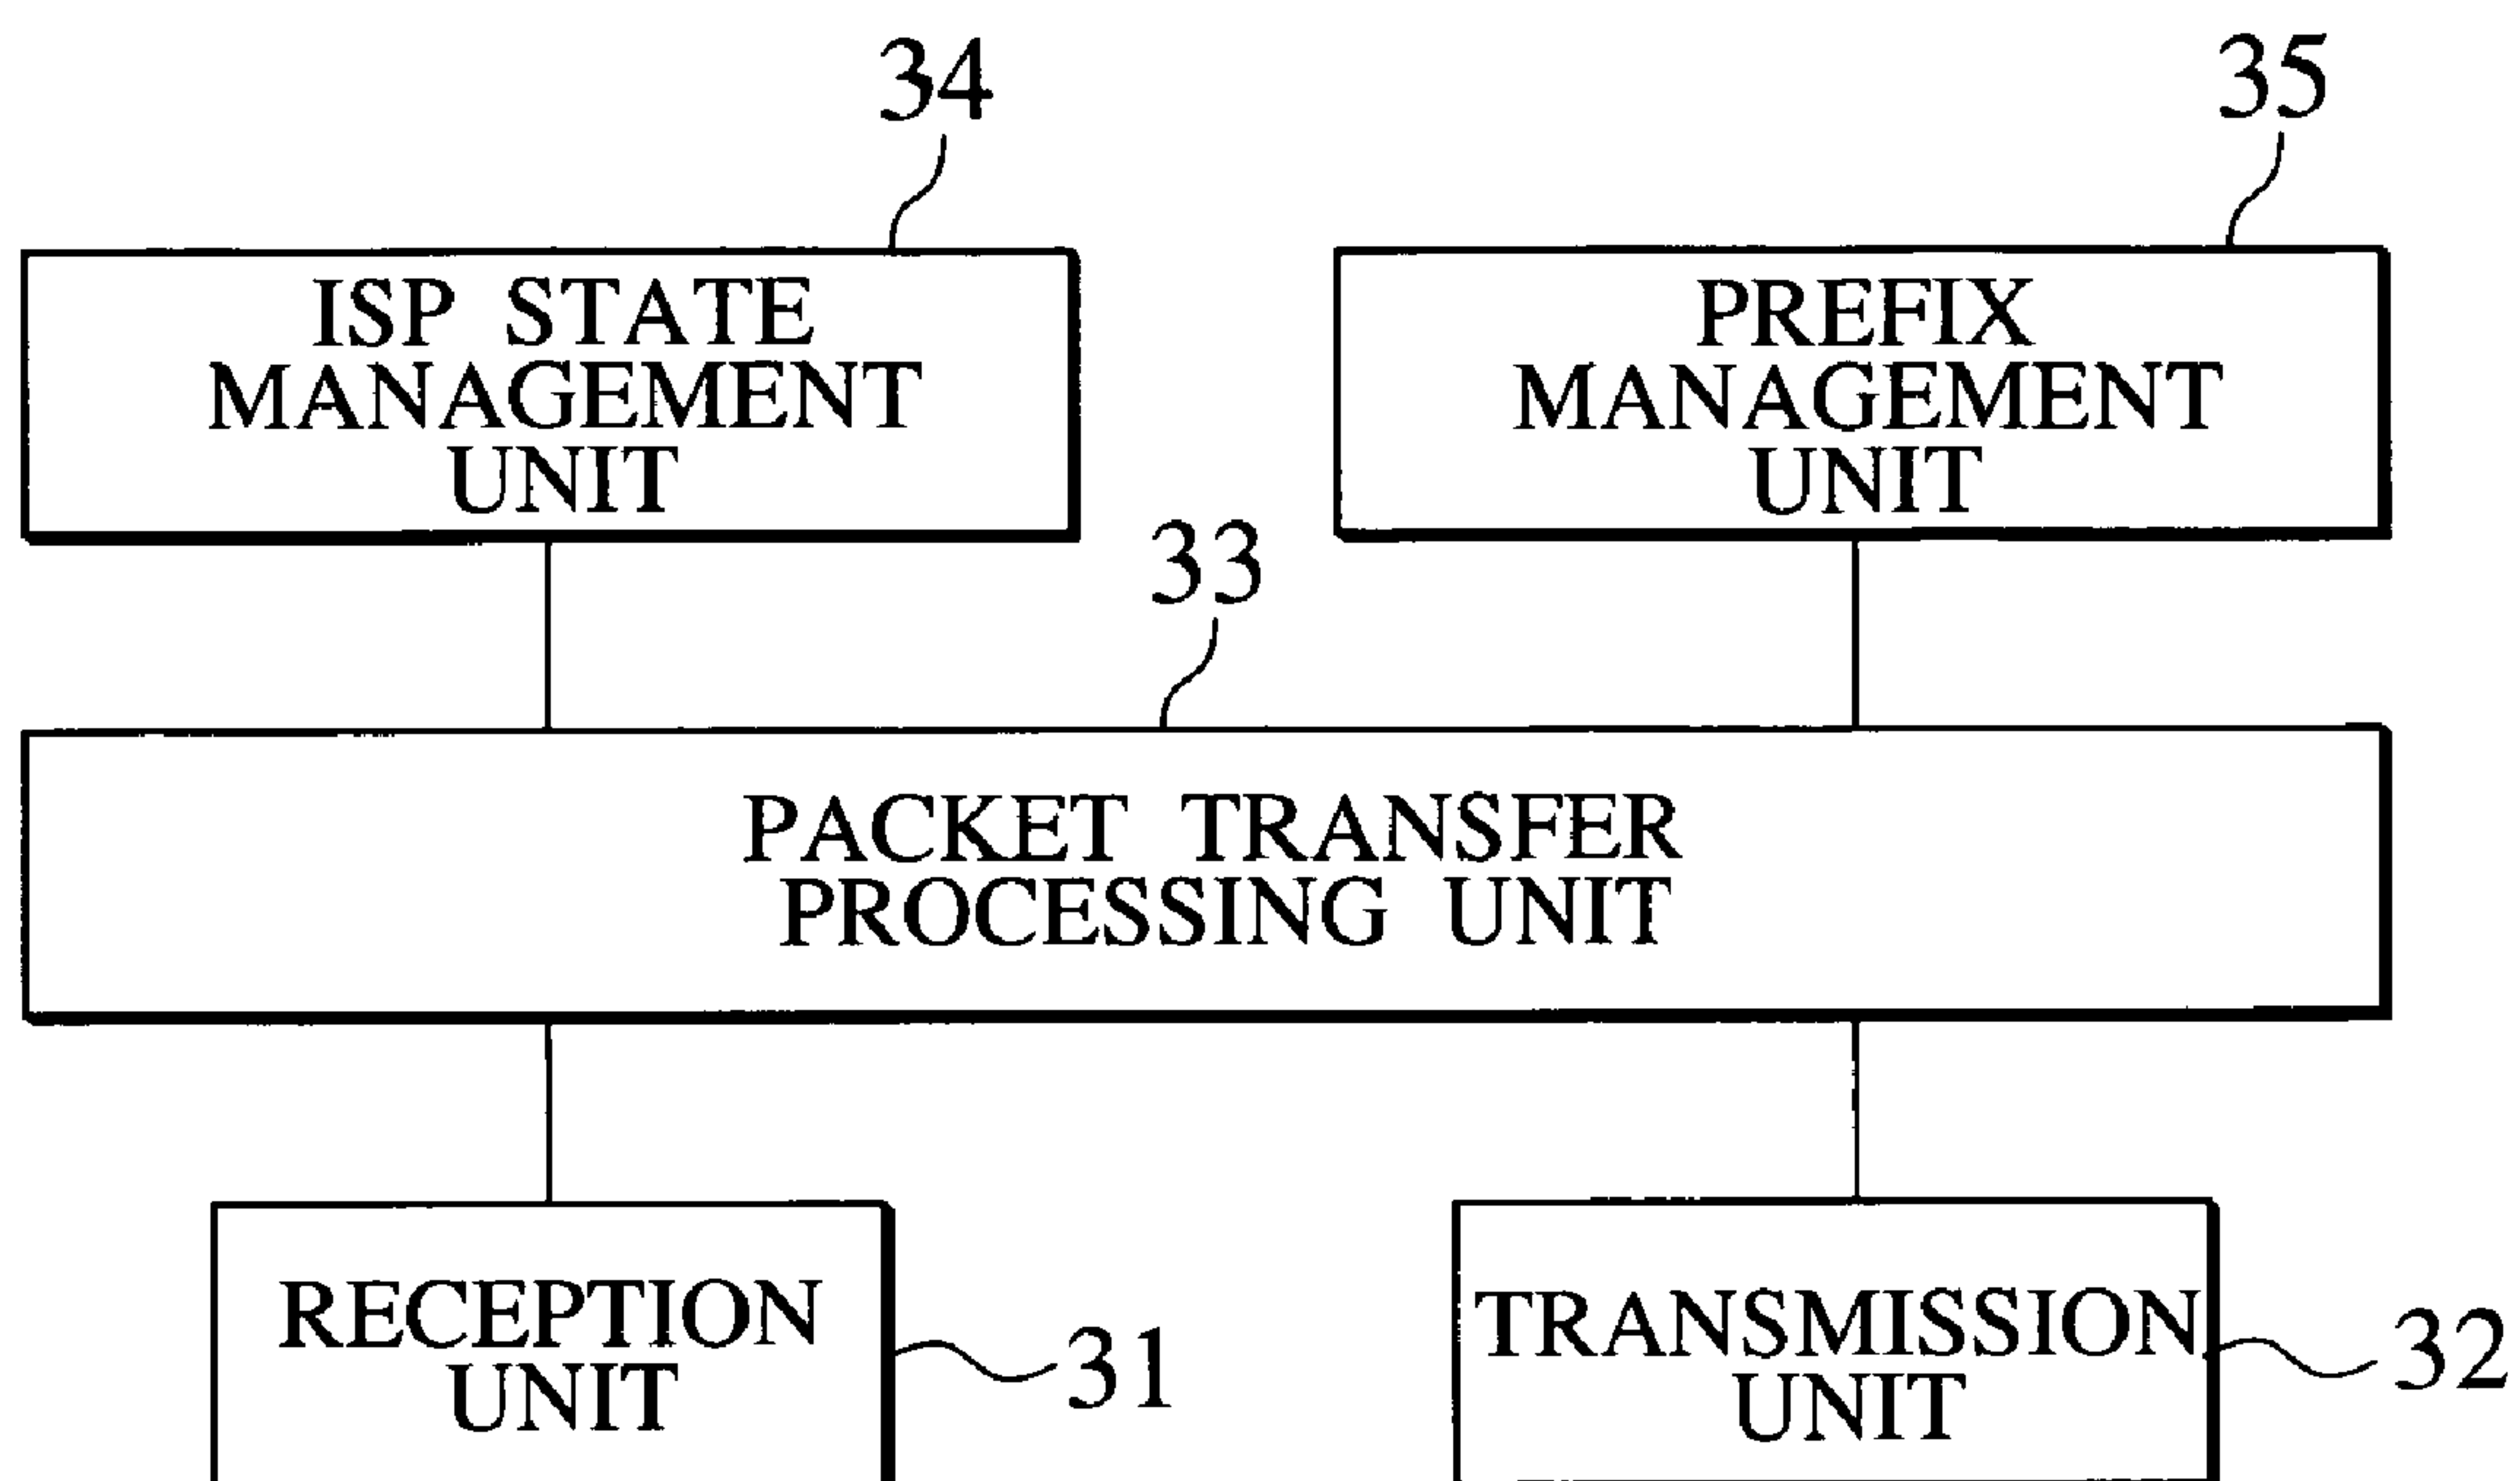 34
35
ISP STATE
MANAGEMENT
UNIT
PREFIX
MANAGEMENT
UNIT
33
PACKET TRANSFER
PROCESSING UNIT
RECEPTION
UNIT
31
TRANSMISSION
UNIT
32